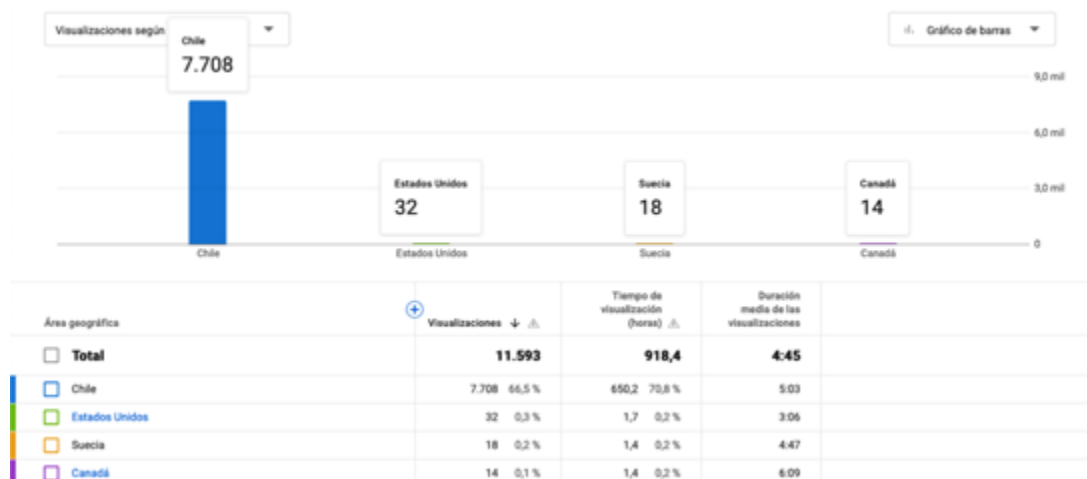 Visualizaciones según
Gráfico de barras
Chile
7.708
9,0 mil
6,0 mil
3,0 mil
0
Estados Unidos
32
Suecia
18
Canadá
14
Chile
Estados Unidos
Suecia
Canadá
Área geográfica
Visualizaciones
Tiempo de
visualización
(horas)
Duración
media de las
visualizaciones
Total 11.593 918,4 4:45
Chile 7.708 66,5 % 650,2 70,8 % 5:03
Estados Unidos 32 0,3 % 1,7 0,2 % 3:06
Suecia 18 0,2 % 1,4 0,2 % 4:47
Canadá 14 0,1 % 1,4 0,2 % 6:09